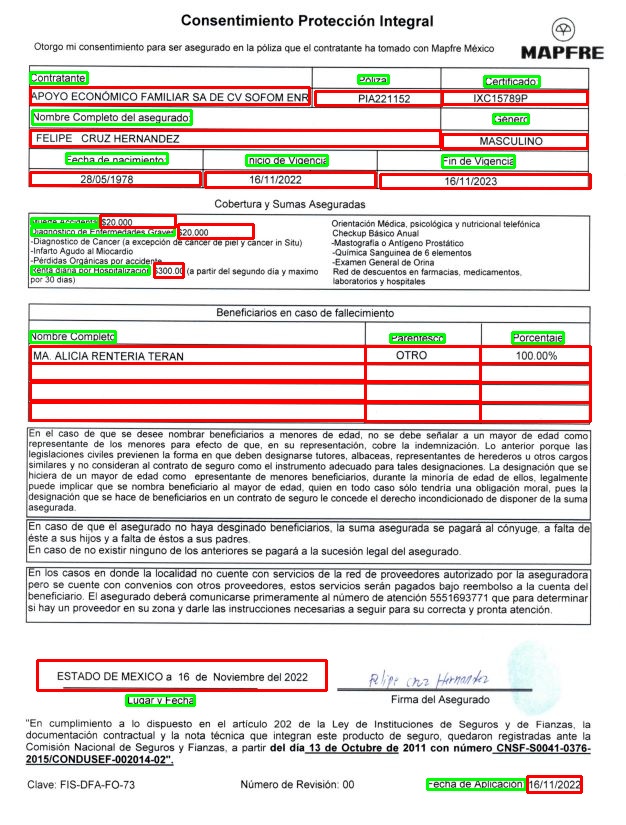 Consentimiento Protección Integral
Otorgo mi consentimiento para ser asegurado en la póliza que el contratante ha tomado con Mapfre México
MAPFRE
Contratante Póliza Certificado:
APOYO ECONÓMICO FAMILIAR SA DE CV SOFOM ENR PIA221152 IXC15789P
Nombre Completo del asegurado: Género
FELIPE CRUZ HERNANDEZ MASCULINO
Fecha de nacimiento: Inicio de Vigencia Fin de Vigencia
28/05/1978 16/11/2022 16/11/2023
Cobertura y Sumas Aseguradas
Muerte Accidental $20,000
Diagnostico de Enfermedades Graves $20,000
-Diagnostico de Cancer (a excepción de cáncer de piel y cancer in Situ)
-Infarto Agudo al Miocardio
-Pérdidas Orgánicas por accidente
Renta diaria por Hospitalización $300.00 (a partir del segundo día y maximo
por 30 días)
Orientación Médica, psicológica y nutricional telefónica
Checkup Básico Anual
-Mastografía o Antígeno Prostático
-Química Sanguinea de 6 elementos
-Examen General de Orina
Red de descuentos en farmacias, medicamentos,
laboratorios y hospitales
Beneficiarios en caso de fallecimiento
Nombre Completo Parentesco Porcentaje
MA. ALICIA RENTERIA TERAN OTRO 100.00%
En el caso de que se desee nombrar beneficiarios a menores de edad, no se debe señalar a un mayor de edad como
representante de los menores para efecto de que, en su representación, cobre la indemnización. Lo anterior porque las
legislaciones civiles previenen la forma en que deben designarse tutores, albaceas, representantes de herederos u otros cargos
similares y no consideran al contrato de seguro como el instrumento adecuado para tales designaciones. La designación que se
hiciera de un mayor de edad como epresentante de menores beneficiarios, durante la minoría de edad de ellos, legalmente
puede implicar que se nombra beneficiario al mayor de edad, quien en todo caso sólo tendría una obligación moral, pues la
designación que se hace de beneficiarios en un contrato de seguro le concede el derecho incondicionado de disponer de la suma
asegurada.
En caso de que el asegurado no haya desginado beneficiarios, la suma asegurada se pagará al cónyuge, a falta de
éste a sus hijos y a falta de éstos a sus padres.
En caso de no existir ninguno de los anteriores se pagará a la sucesión legal del asegurado.
En los casos en donde la localidad no cuente con servicios de la red de proveedores autorizado por la aseguradora
pero se cuente con convenios con otros proveedores, estos servicios serán pagados bajo reembolso a la cuenta del
beneficiario. El asegurado deberá comunicarse primeramente al número de atención 5551693771 para que determinar
si hay un proveedor en su zona y darle las instrucciones necesarias a seguir para su correcta y pronta atención.
ESTADO DE MEXICO a 16 de Noviembre del 2022 Felipe Cruz Hernandez
Lugar y Fecha Firma del Asegurado
"En cumplimiento a lo dispuesto en el artículo 202 de la Ley de Instituciones de Seguros y de Fianzas, la
documentación contractual y la nota técnica que integran este producto de seguro, quedaron registradas ante la
Comisión Nacional de Seguros y Fianzas, a partir del día 13 de Octubre de 2011 con número CNSF-S0041-0376-
2015/CONDUSEF-002014-02".
Clave: FIS-DFA-FO-73 Número de Revisión: 00 Fecha de Aplicación: 16/11/2022